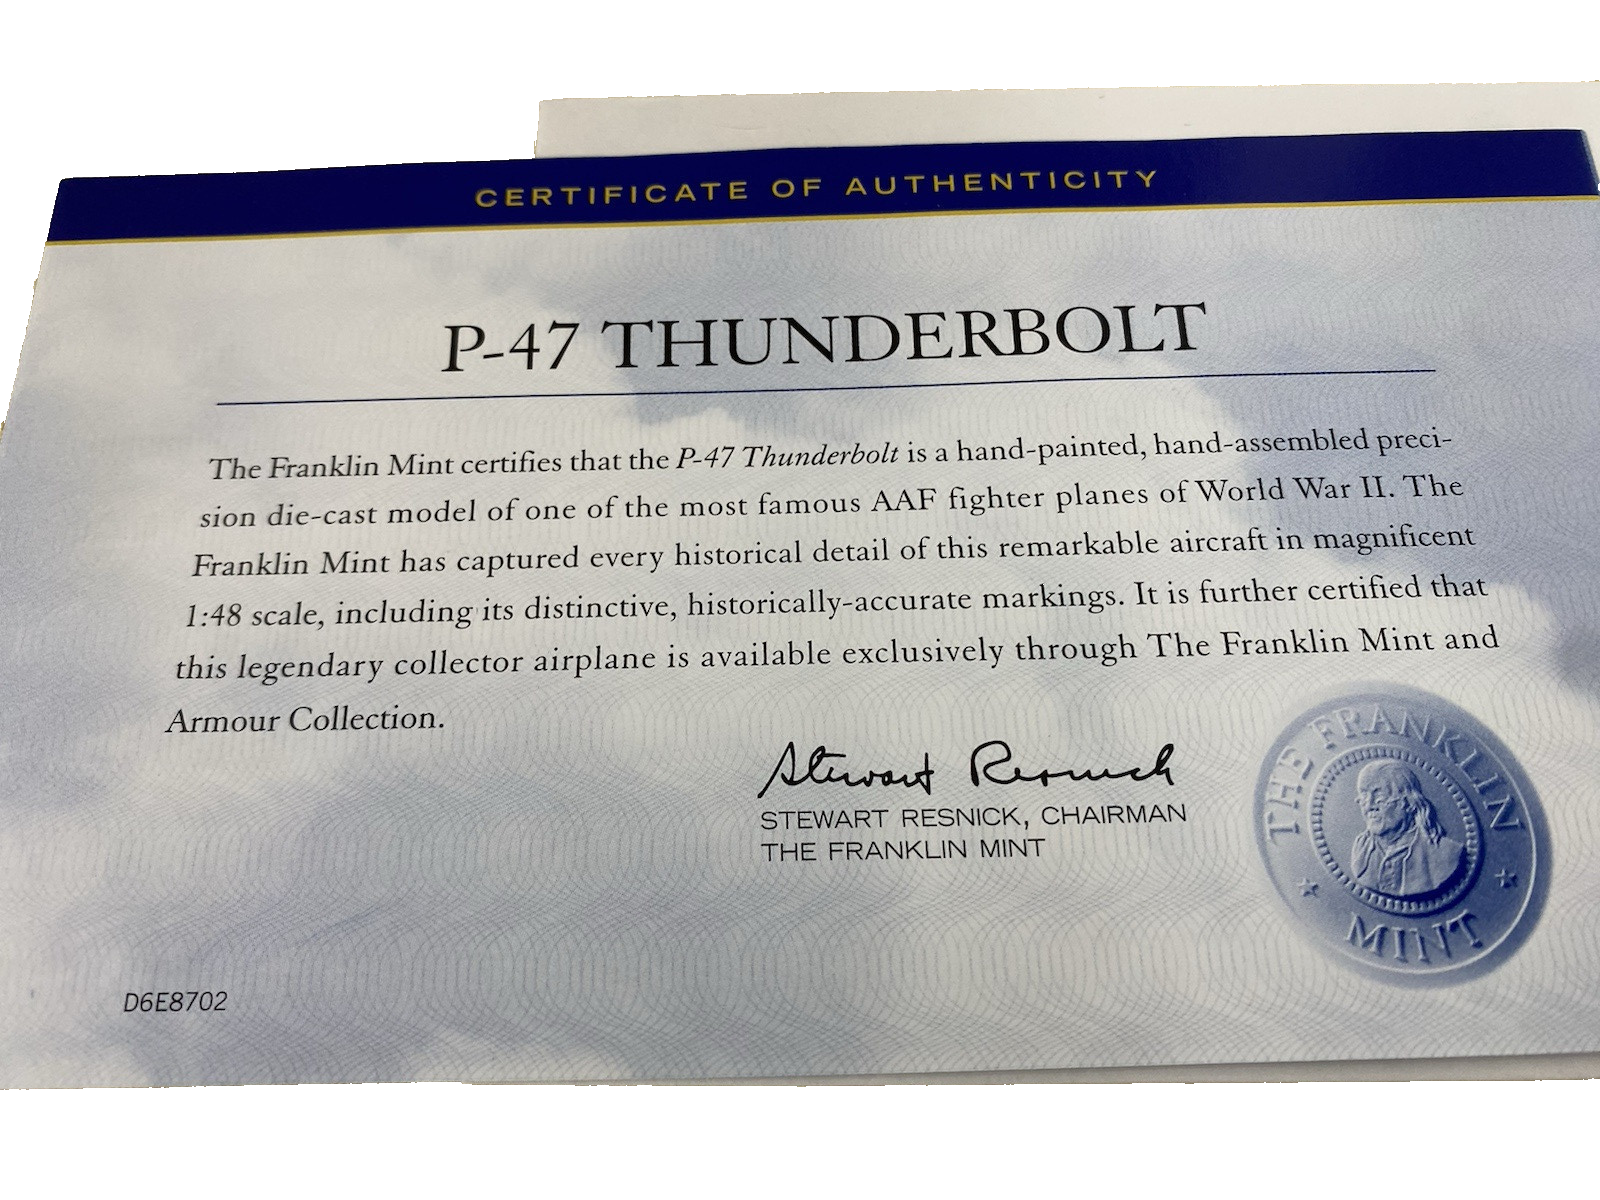 CERTIFICATE OF AUTHENTICITY
P-47 THUNDERBOLT
The Franklin Mint certifies that the P-47 Thunderbolt is a hand-painted, hand-assembled preci-
sion die-cast model of one of the most famous AAF fighter planes of World War II. The
Franklin Mint has captured every historical detail of this remarkable aircraft in magnificent
1:48 scale, including its distinctive, historically-accurate markings. It is further certified that
this legendary collector airplane is available exclusively through The Franklin Mint and
Armour Collection.
Stewart Resnick
STEWART RESNICK, CHAIRMAN
THE FRANKLIN MINT
THE FRANKLIN
MINT
D6E8702